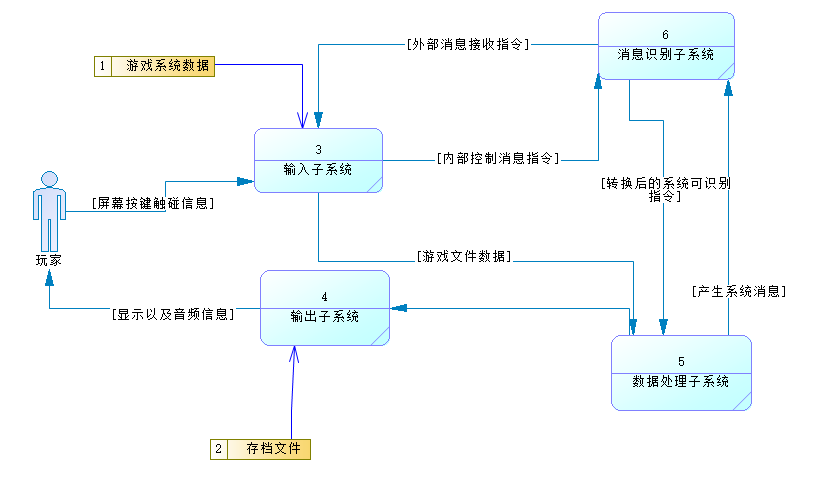 6
消息识别子系统
[外部消息接收指令]
1 游戏系统数据
3
输入子系统
[内部控制消息指令]
[转换后的系统可识别
指令]
[屏幕按键触碰信息]
玩家
[游戏文件数据]
[产生系统消息]
4
输出子系统
[显示以及音频信息]
5
数据处理子系统
2 存档文件